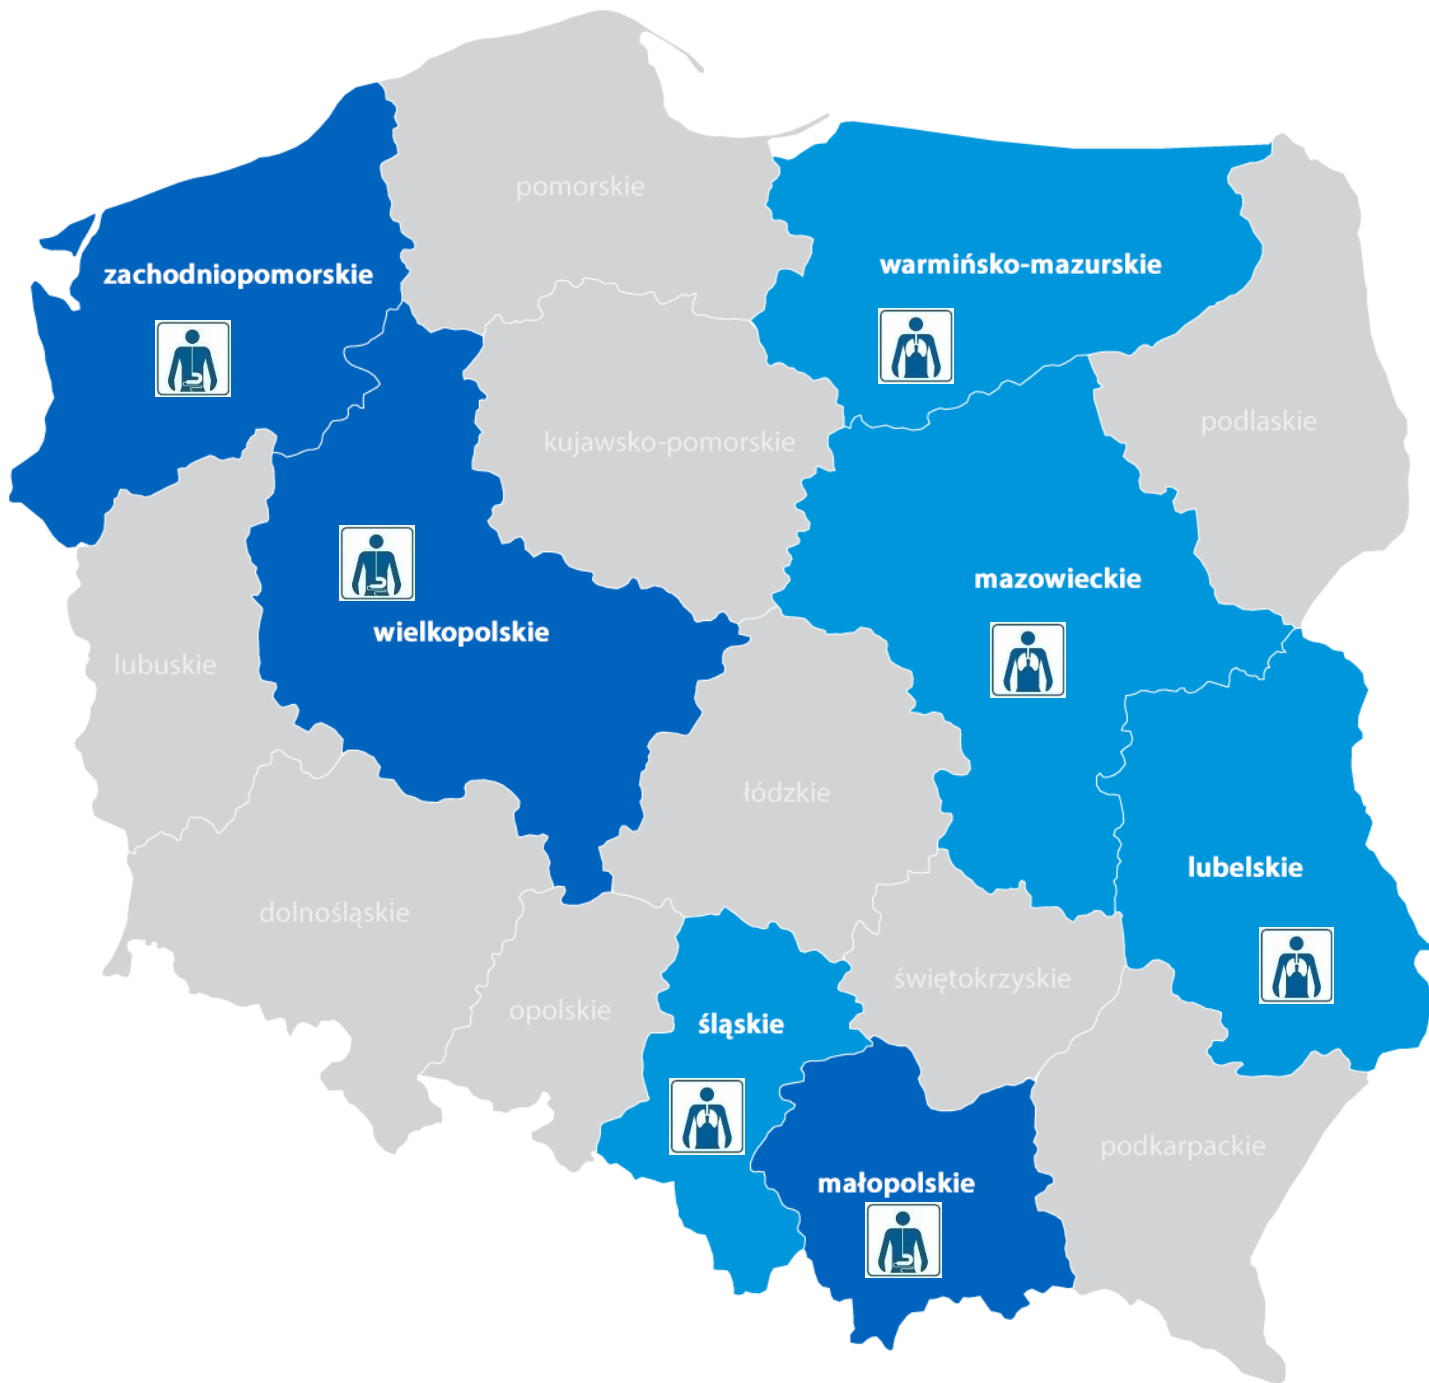 pomorskie
warmińsko-mazurskie
zachodniopomorskie
podlaskie
kujawsko-pomorskie
mazowieckie
wielkopolskie
lubuskie
łódzkie
lubelskie
dolnośląskie
świętokrzyskie
opolskie
śląskie
podkarpackie
małopolskie